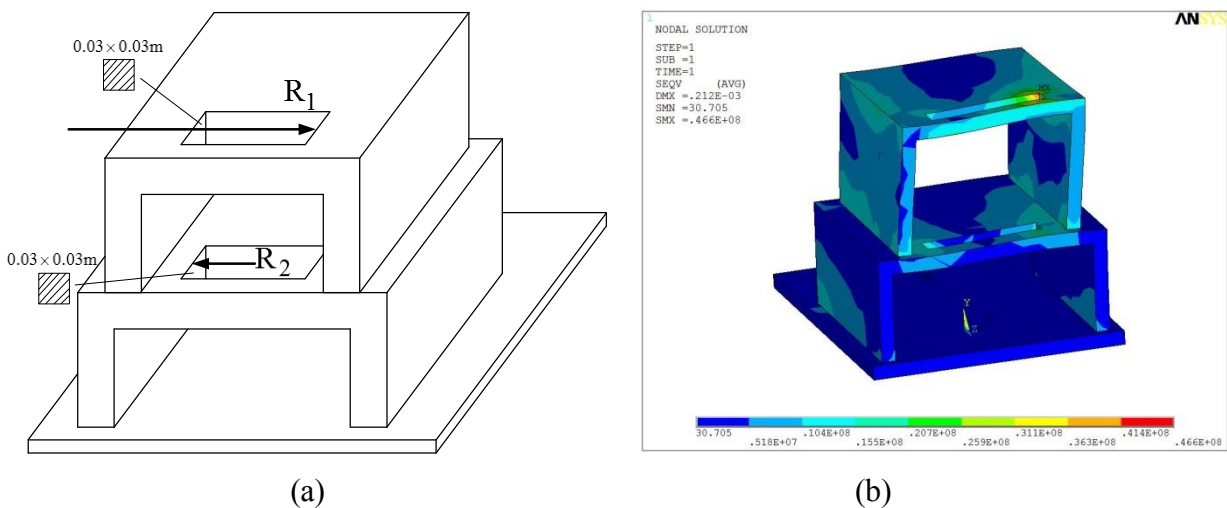 0.03 × 0.03m
R1
0.03 × 0.03m
R2
(a)
1
ANSYS
NODAL SOLUTION
STEP=1
SUB =1
TIME=1
SEQV (AVG)
DMX =.212E-03
SMN =30.705
SMX =.466E+08
MX
Y
Z
30.705 .104E+08 .207E+08 .311E+08 .414E+08
.518E+07 .155E+08 .259E+08 .363E+08 .466E+08
(b)